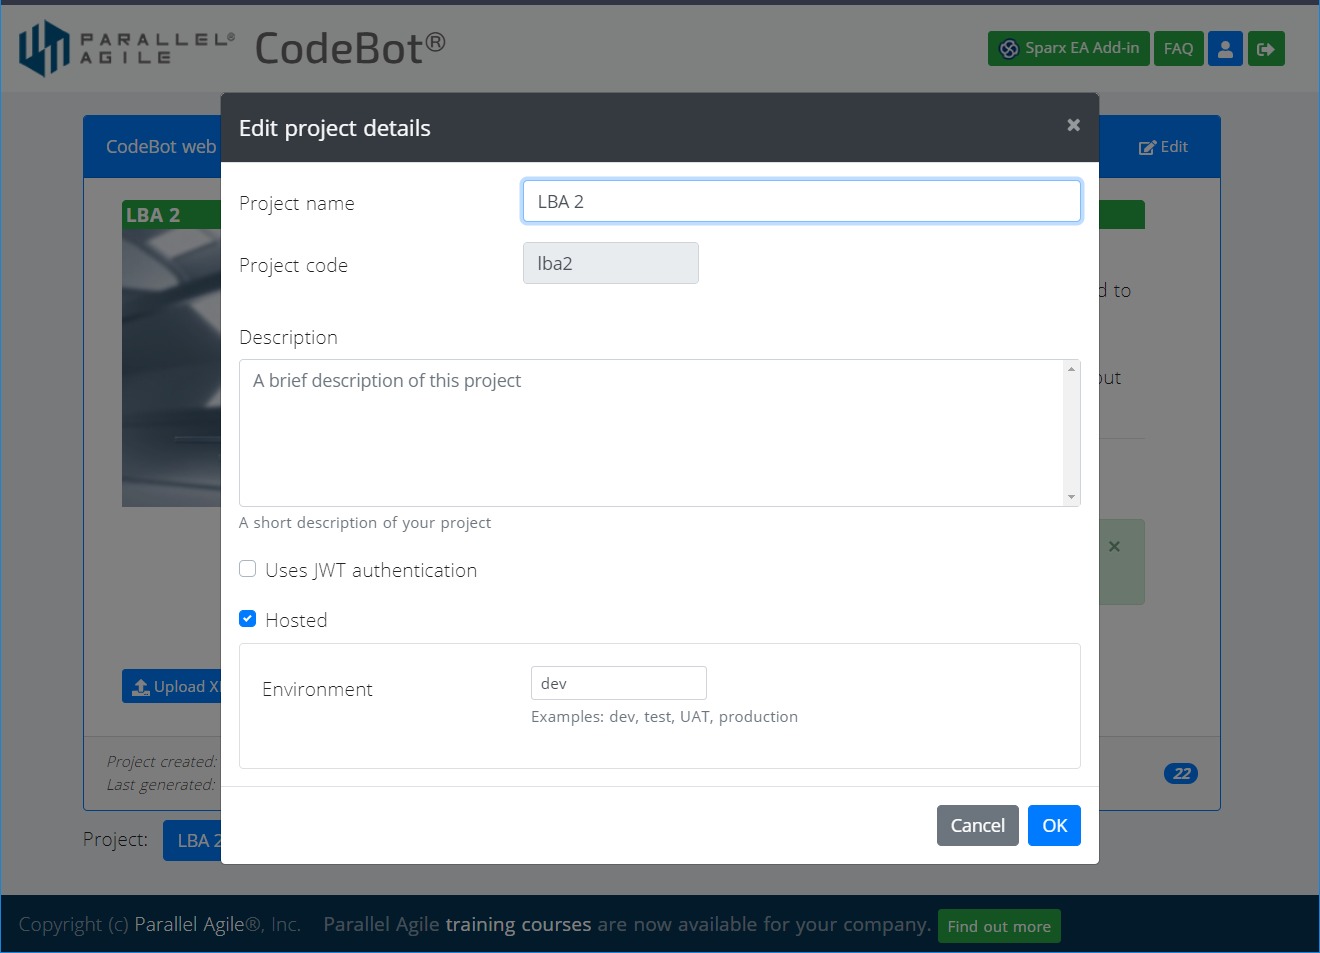 PARALLEL®
AGILE
CodeBot®
Sparx EA Add-in
FAQ
CodeBot web
Edit
Edit project details
×
LBA 2
Project name
LBA 2
Project code
lba2
d to
Description
A brief description of this project
out
A short description of your project
×
Uses JWT authentication
Hosted
Environment
dev
Examples: dev, test, UAT, production
Upload X
Project created:
Last generated:
22
Cancel
OK
Project:
LBA 2
Copyright (c) Parallel Agile®, Inc.
Parallel Agile training courses are now available for your company.
Find out more